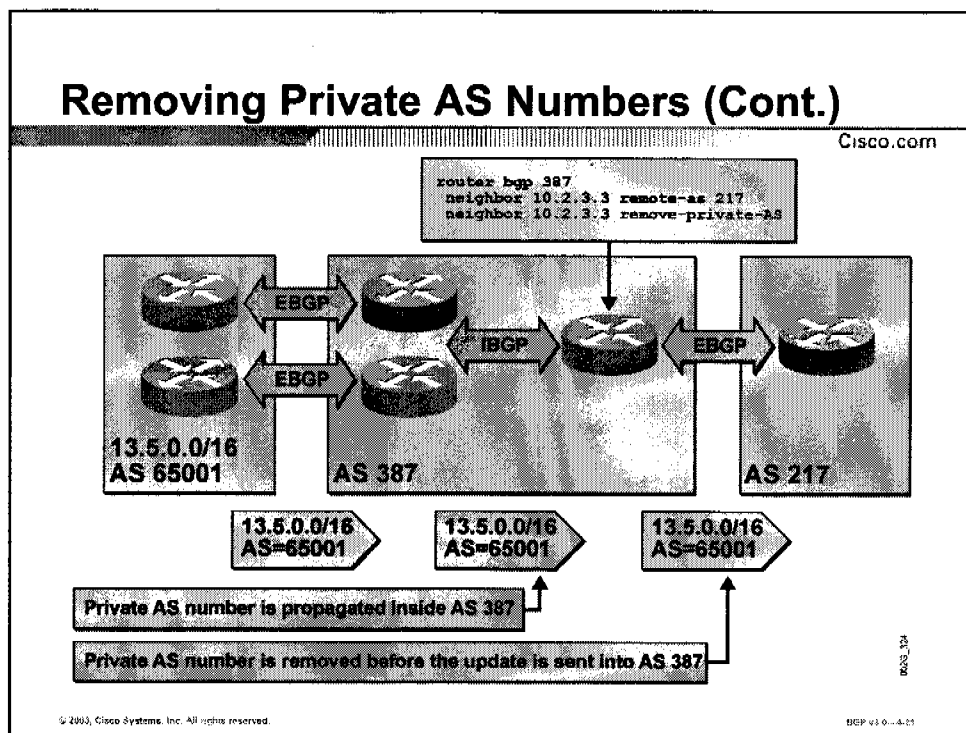 Removing Private AS Numbers (Cont.)
Cisco.com
router bgp 387
neighbor 10.2.3.3 remote-as 217
neighbor 10.2.3.3 remove-private-AS
EBGP
IBGP
EBGP
EBGP
13.5.0.0/16
AS 65001
AS 387
AS 217
13.5.0.0/16
AS=65001
13.5.0.0/16
AS=65001
13.5.0.0/16
AS=65001
Private AS number is propagated inside AS 387
Private AS number is removed before the update is sent into AS 387
© 2003, Cisco Systems, Inc. All rights reserved.